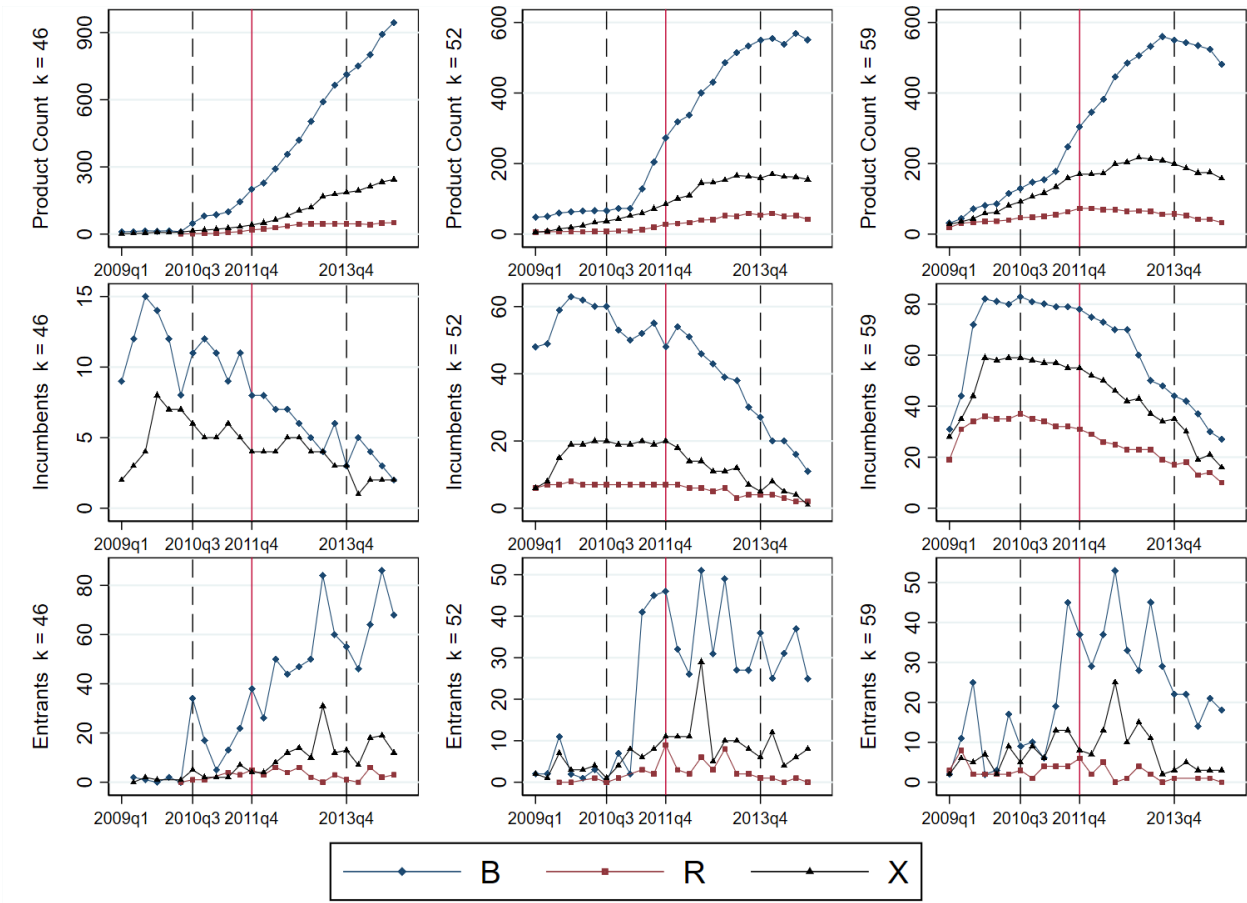 Product Count k = 46
900
600
300
0
2009q1 2010q3 2011q4 2013q4
Product Count k = 52
600
400
200
0
2009q1 2010q3 2011q4 2013q4
Product Count k = 59
600
400
200
0
2009q1 2010q3 2011q4 2013q4
Incumbents k = 46
15
10
5
0
2009q1 2010q3 2011q4 2013q4
Incumbents k = 52
60
40
20
0
2009q1 2010q3 2011q4 2013q4
Incumbents k = 59
80
60
40
20
0
2009q1 2010q3 2011q4 2013q4
Entrants k = 46
80
60
40
20
0
2009q1 2010q3 2011q4 2013q4
Entrants k = 52
50
40
30
20
10
0
2009q1 2010q3 2011q4 2013q4
Entrants k = 59
50
40
30
20
10
0
2009q1 2010q3 2011q4 2013q4
B R X